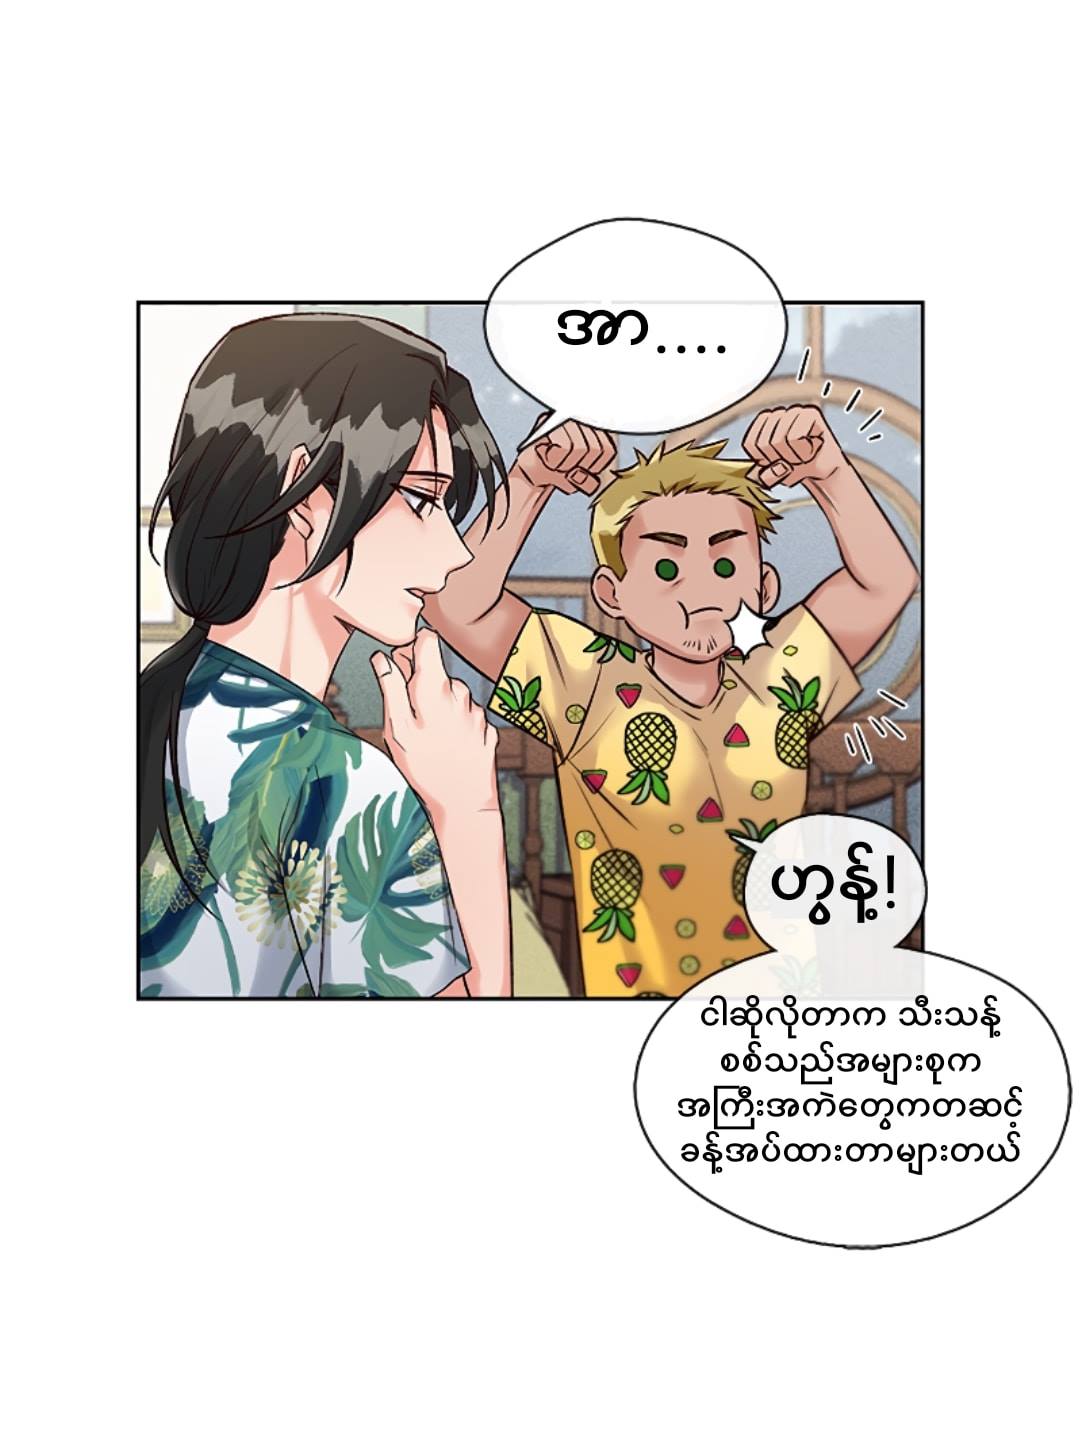 အာ....
ဟွန့်!
ငါဆိုလိုတာက သီးသန့်
စစ်သည်အများစုက
အကြီးအကဲတွေကတဆင့်
ခန့်အပ်ထားတာများတယ်